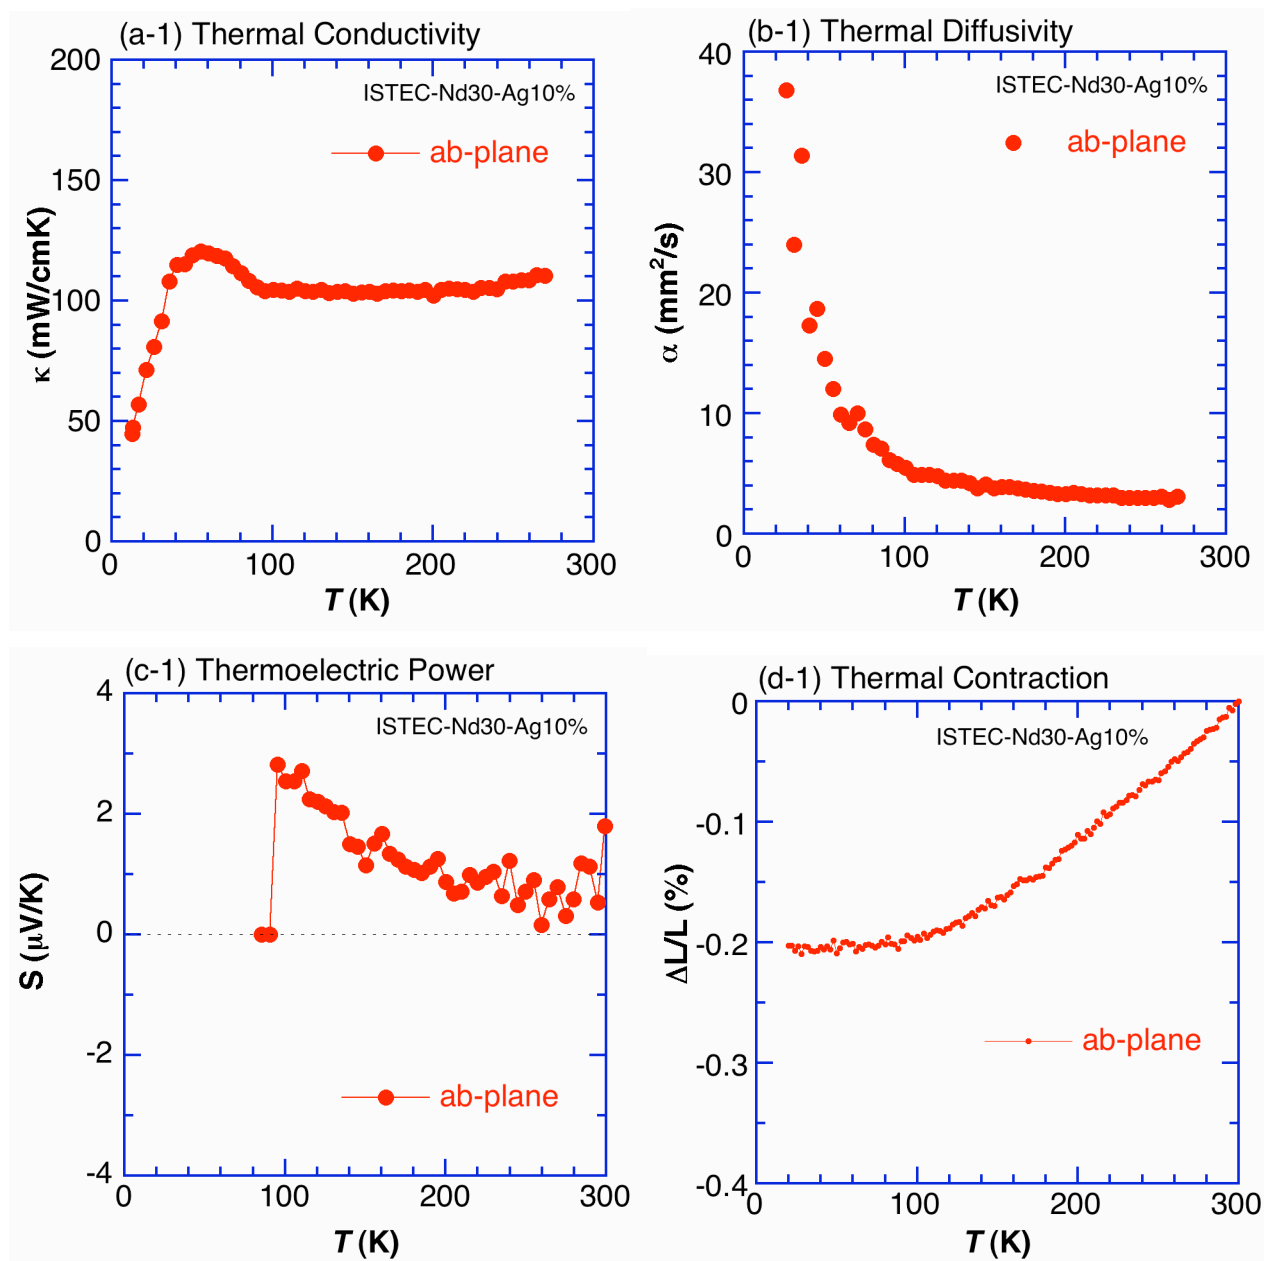 (a-1) Thermal Conductivity
200
ISTEC-Nd30-Ag10%
ab-plane
150
κ (mW/cmK)
100
50
0
0 100 200 300
T (K)
(b-1) Thermal Diffusivity
40
ISTEC-Nd30-Ag10%
ab-plane
30
α (mm²/s)
20
10
0
0 100 200 300
T (K)
(c-1) Thermoelectric Power
4
ISTEC-Nd30-Ag10%
2
S (μV/K)
0
-2
ab-plane
-4
0 100 200 300
T (K)
(d-1) Thermal Contraction
0
ISTEC-Nd30-Ag10%
-0.1
ΔL/L (%)
-0.2
ab-plane
-0.3
-0.4
0 100 200 300
T (K)